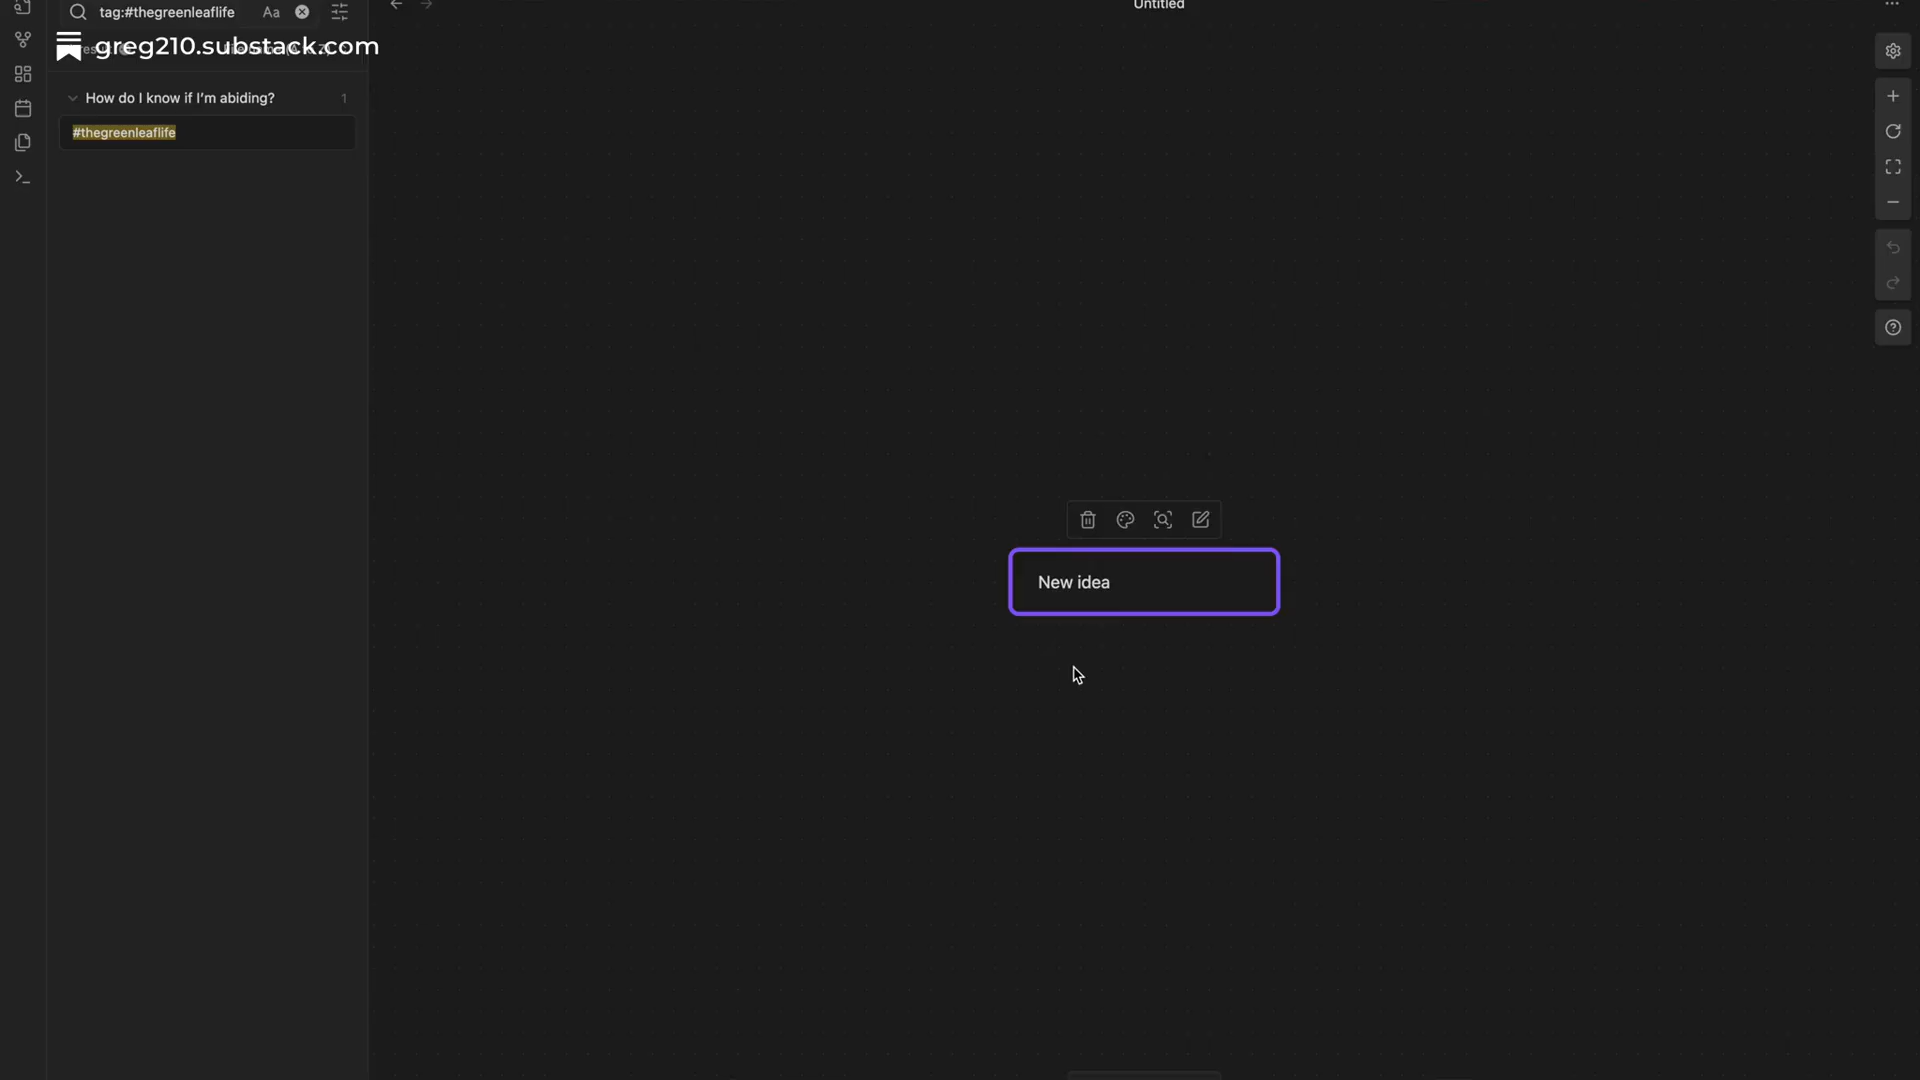 Untitled
tag:#thegreenleaflife
Aa
greg210.substack.com
How do I know if I'm abiding?
1
#thegreenleaflife
New idea